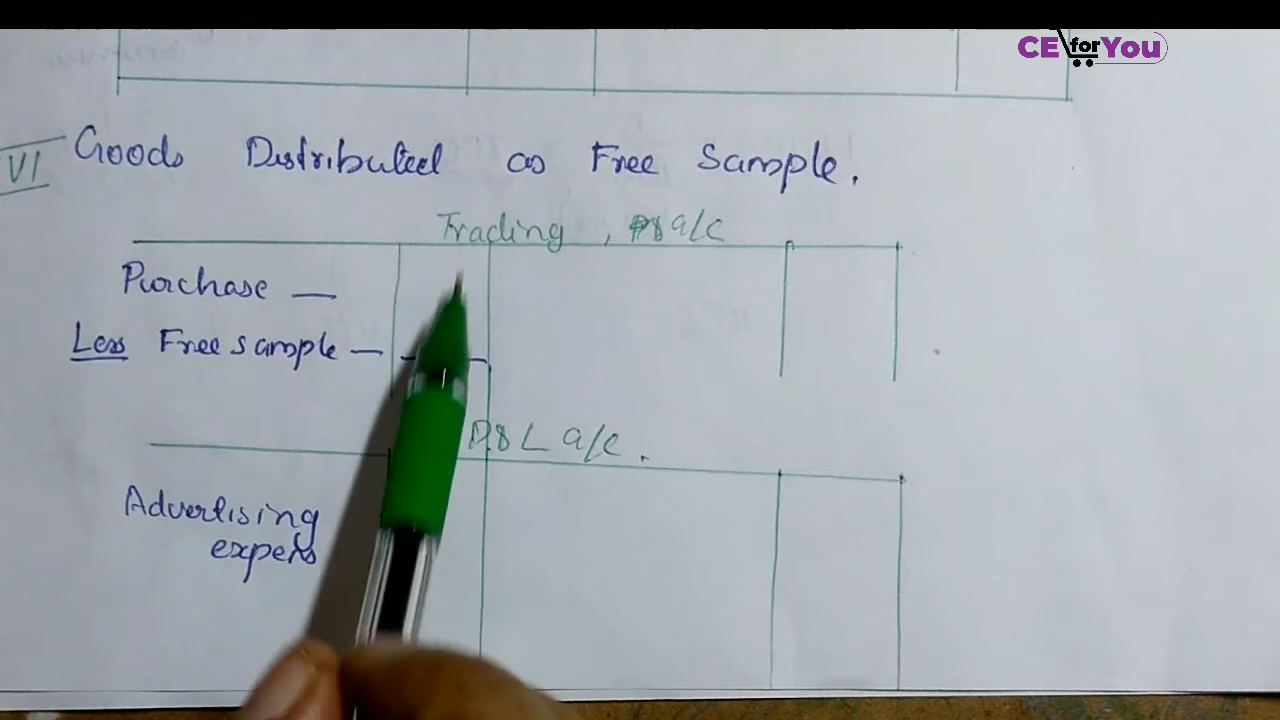 CE for You
VI Goods Distributed as Free Sample.
Trading, a/c
Purchase —
Less Free sample —
P&L a/c.
Advertising
expens